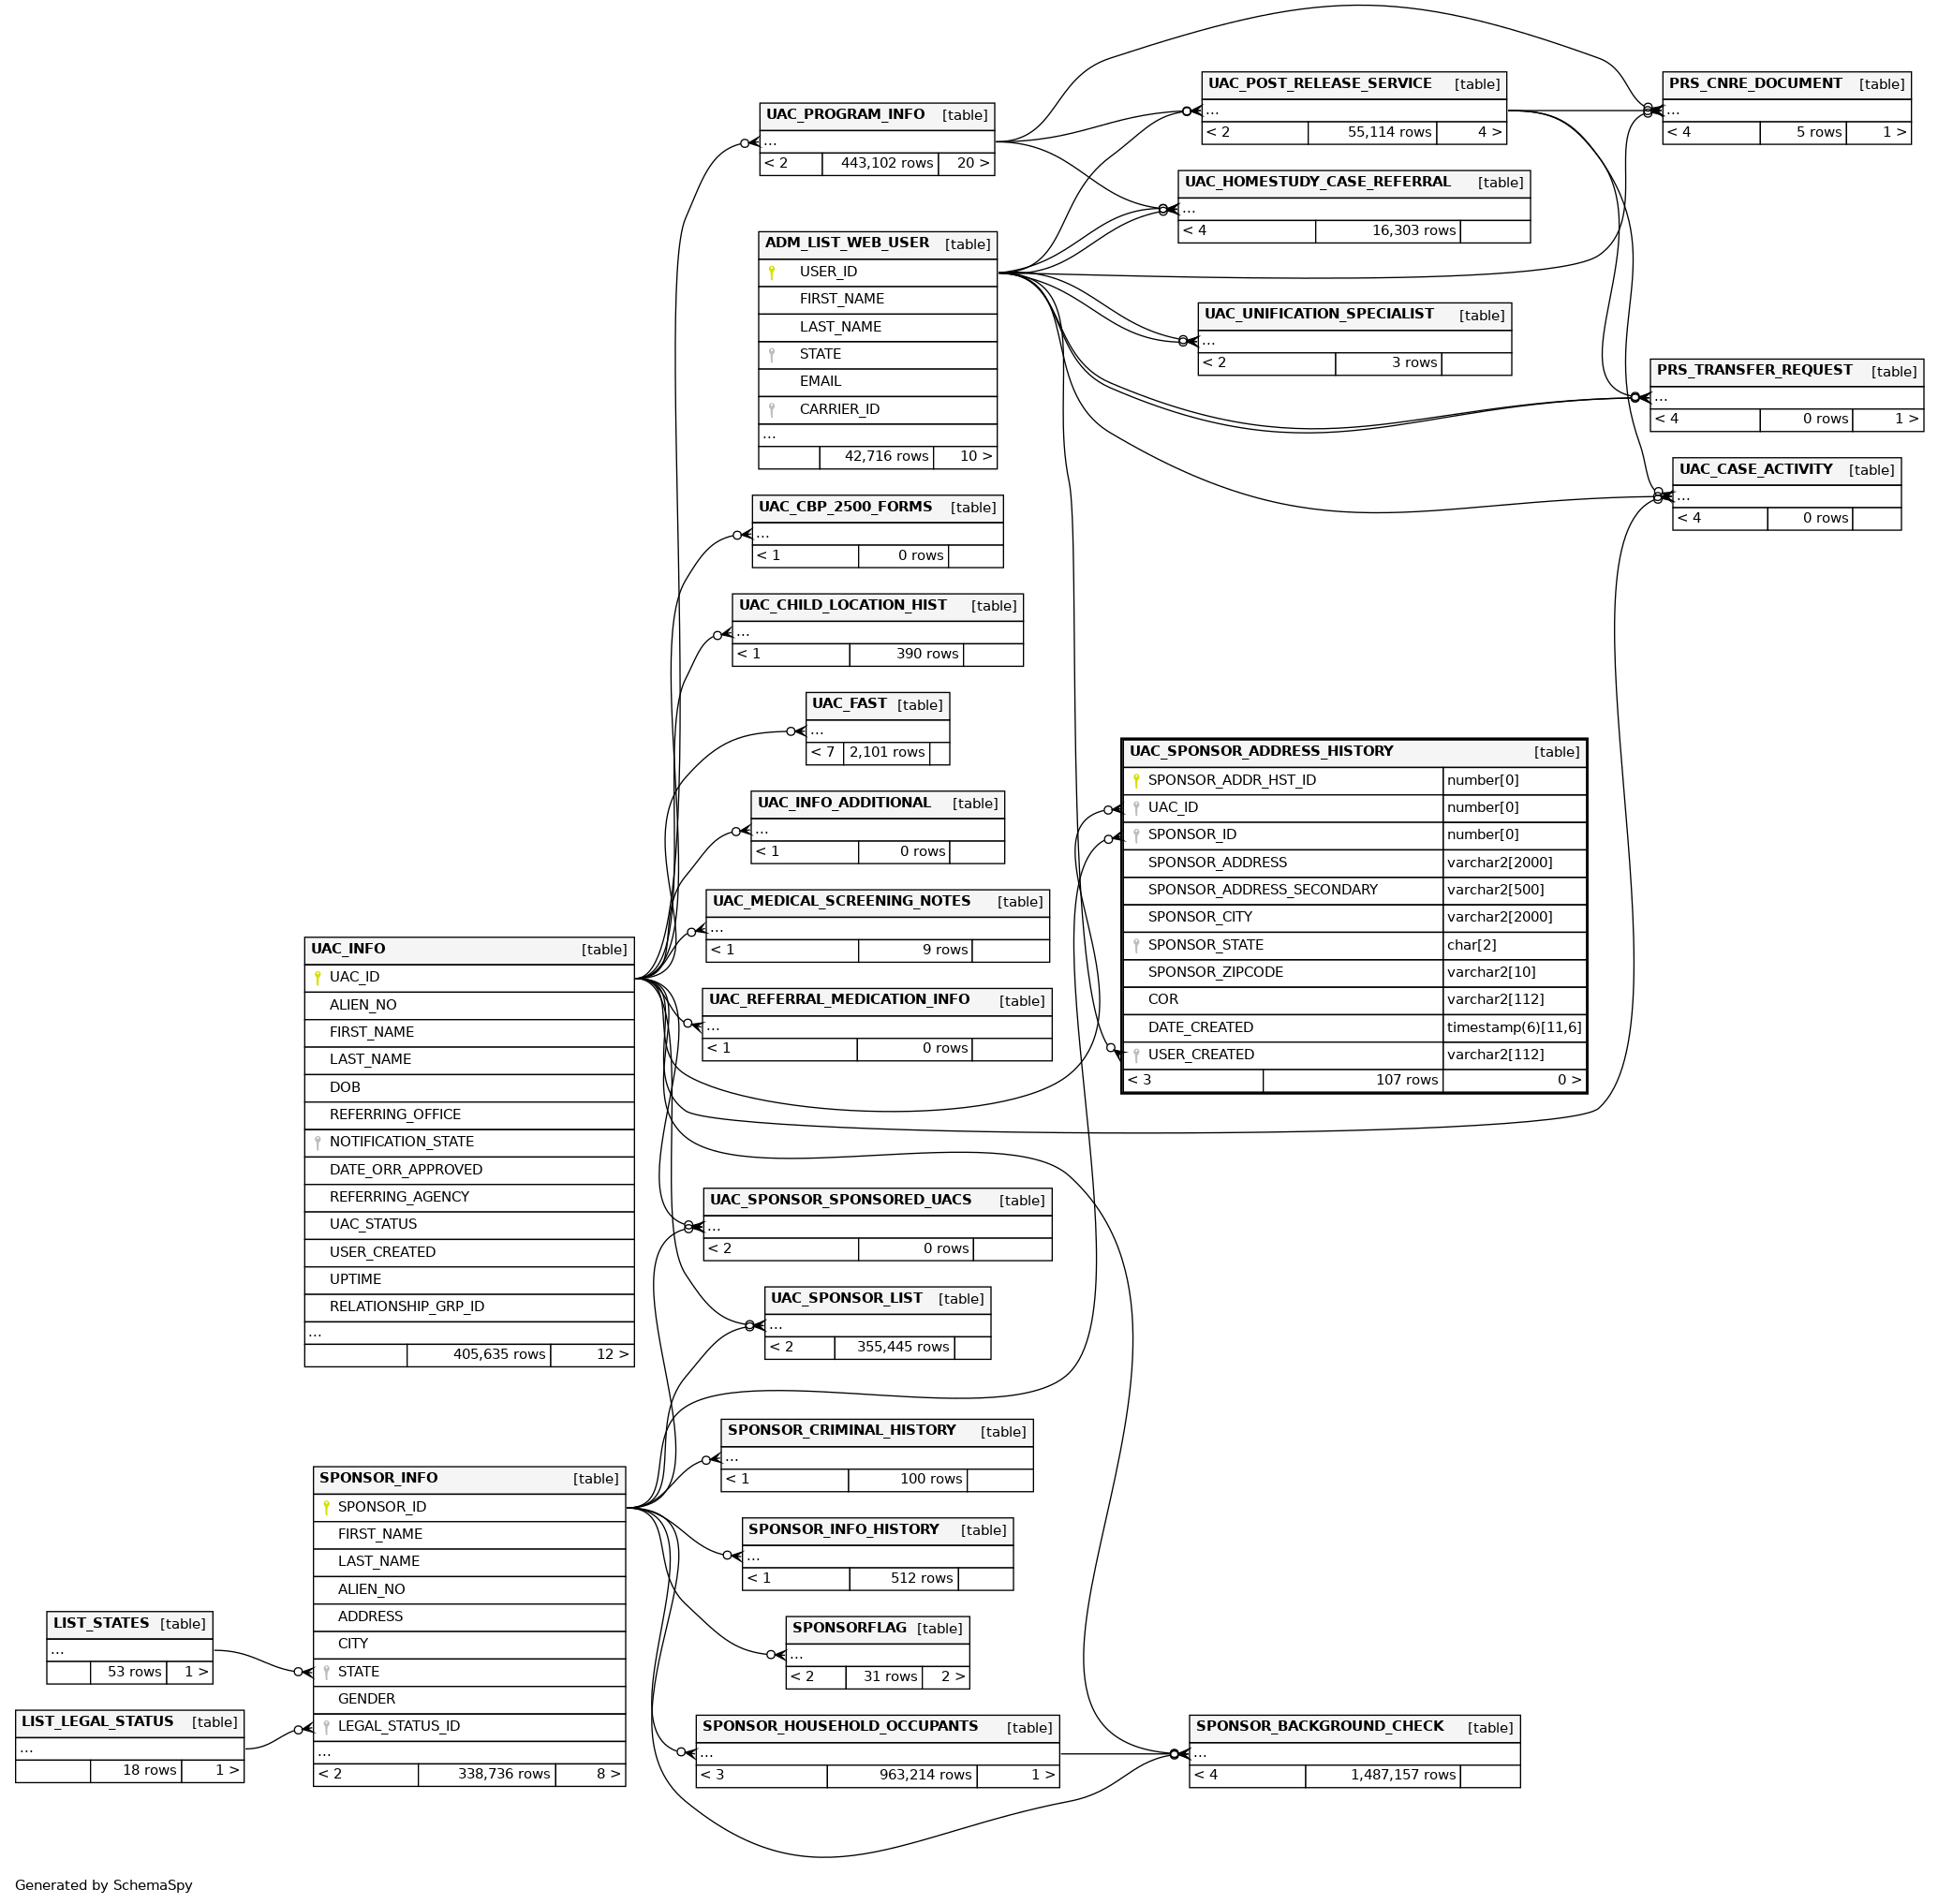 UAC_PROGRAM_INFO [table]
...
< 2 443,102 rows 20 >
ADM_LIST_WEB_USER [table]
USER_ID
FIRST_NAME
LAST_NAME
STATE
EMAIL
CARRIER_ID
...
42,716 rows 10 >
UAC_CBP_2500_FORMS [table]
...
< 1 0 rows
UAC_CHILD_LOCATION_HIST [table]
...
< 1 390 rows
UAC_FAST [table]
...
< 7 2,101 rows
UAC_INFO_ADDITIONAL [table]
...
< 1 0 rows
UAC_MEDICAL_SCREENING_NOTES [table]
...
< 1 9 rows
UAC_REFERRAL_MEDICATION_INFO [table]
...
< 1 0 rows
UAC_SPONSOR_SPONSORED_UACS [table]
...
< 2 0 rows
UAC_SPONSOR_LIST [table]
...
< 2 355,445 rows
SPONSOR_CRIMINAL_HISTORY [table]
...
< 1 100 rows
SPONSOR_INFO_HISTORY [table]
...
< 1 512 rows
SPONSORFLAG [table]
...
< 2 31 rows 2 >
SPONSOR_HOUSEHOLD_OCCUPANTS [table]
...
< 3 963,214 rows 1 >
UAC_POST_RELEASE_SERVICE [table]
...
< 2 55,114 rows 4 >
UAC_HOMESTUDY_CASE_REFERRAL [table]
...
< 4 16,303 rows
UAC_UNIFICATION_SPECIALIST [table]
...
< 2 3 rows
PRS_CNRE_DOCUMENT [table]
...
< 4 5 rows 1 >
PRS_TRANSFER_REQUEST [table]
...
< 4 0 rows 1 >
UAC_CASE_ACTIVITY [table]
...
< 4 0 rows
UAC_SPONSOR_ADDRESS_HISTORY [table]
SPONSOR_ADDR_HST_ID number[0]
UAC_ID number[0]
SPONSOR_ID number[0]
SPONSOR_ADDRESS varchar2[2000]
SPONSOR_ADDRESS_SECONDARY varchar2[500]
SPONSOR_CITY varchar2[2000]
SPONSOR_STATE char[2]
SPONSOR_ZIPCODE varchar2[10]
COR varchar2[112]
DATE_CREATED timestamp(6)[11,6]
USER_CREATED varchar2[112]
< 3 107 rows 0 >
UAC_INFO [table]
UAC_ID
ALIEN_NO
FIRST_NAME
LAST_NAME
DOB
REFERRING_OFFICE
NOTIFICATION_STATE
DATE_ORR_APPROVED
REFERRING_AGENCY
UAC_STATUS
USER_CREATED
UPTIME
RELATIONSHIP_GRP_ID
...
405,635 rows 12 >
SPONSOR_INFO [table]
SPONSOR_ID
FIRST_NAME
LAST_NAME
ALIEN_NO
ADDRESS
CITY
STATE
GENDER
LEGAL_STATUS_ID
...
< 2 338,736 rows 8 >
LIST_STATES [table]
...
53 rows 1 >
LIST_LEGAL_STATUS [table]
...
18 rows 1 >
SPONSOR_BACKGROUND_CHECK [table]
...
< 4 1,487,157 rows
Generated by SchemaSpy